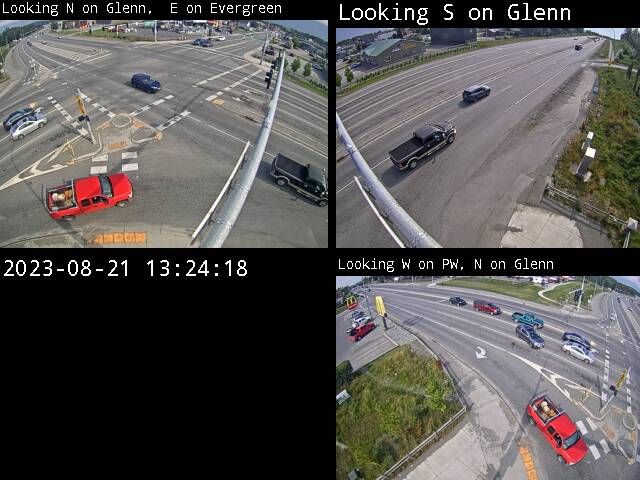 Looking N on Glenn, E on Evergreen
Looking S on Glenn
2023-08-21 13:24:18
Looking W on PW, N on Glenn